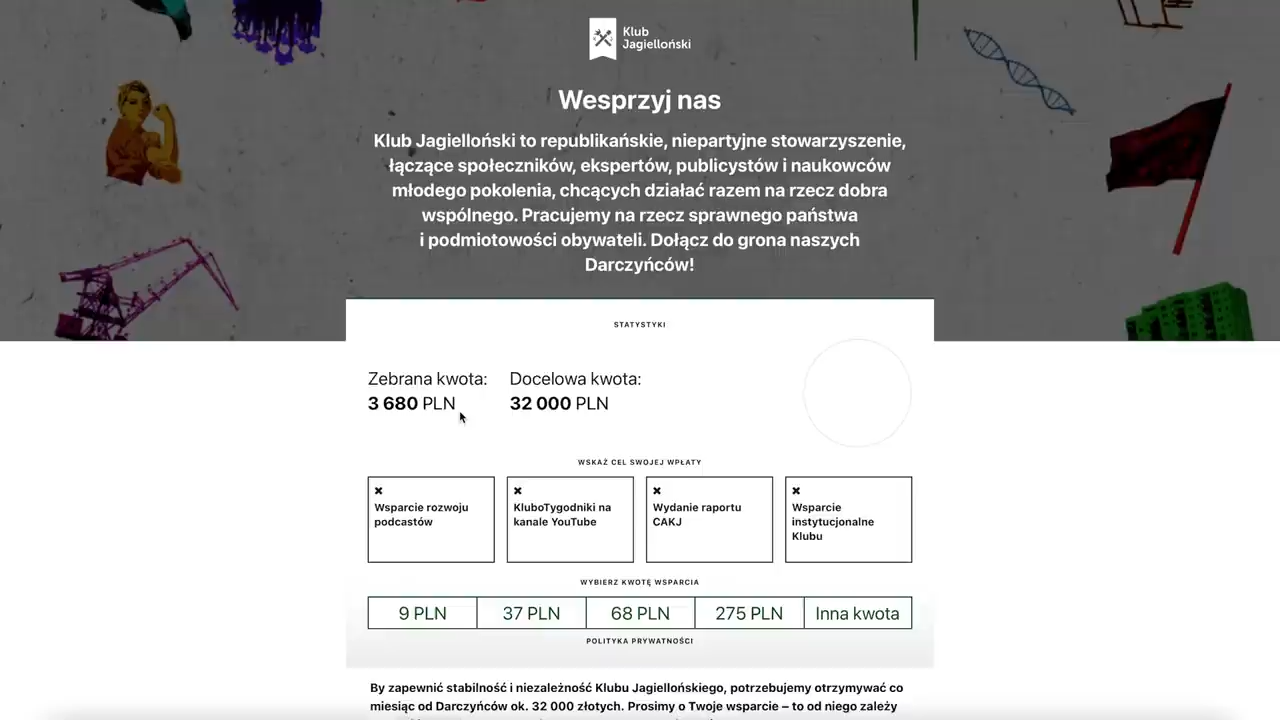 Klub
Jagielloński
Wesprzyj nas
Klub Jagielloński to republikańskie, niepartyjne stowarzyszenie,
łączące społeczników, ekspertów, publicystów i naukowców
młodego pokolenia, chcących działać razem na rzecz dobra
wspólnego. Pracujemy na rzecz sprawnego państwa
i podmiotowości obywateli. Dołącz do grona naszych
Darczyńców!
STATYSTYKI
Zebrana kwota:
3 680 PLN
Docelowa kwota:
32 000 PLN
WSKAŻ CEL SWOJEJ WPŁATY
Wsparcie rozwoju
podcastów
KluboTygodniki na
kanale YouTube
Wydanie raportu
CAKJ
Wsparcie
instytucjonalne
Klubu
WYBIERZ KWOTĘ WSPARCIA
9 PLN
37 PLN
68 PLN
275 PLN
Inna kwota
POLITYKA PRYWATNOŚCI
By zapewnić stabilność i niezależność Klubu Jagiellońskiego, potrzebujemy otrzymywać co
miesiąc od Darczyńców ok. 32 000 złotych. Prosimy o Twoje wsparcie – to od niego zależy